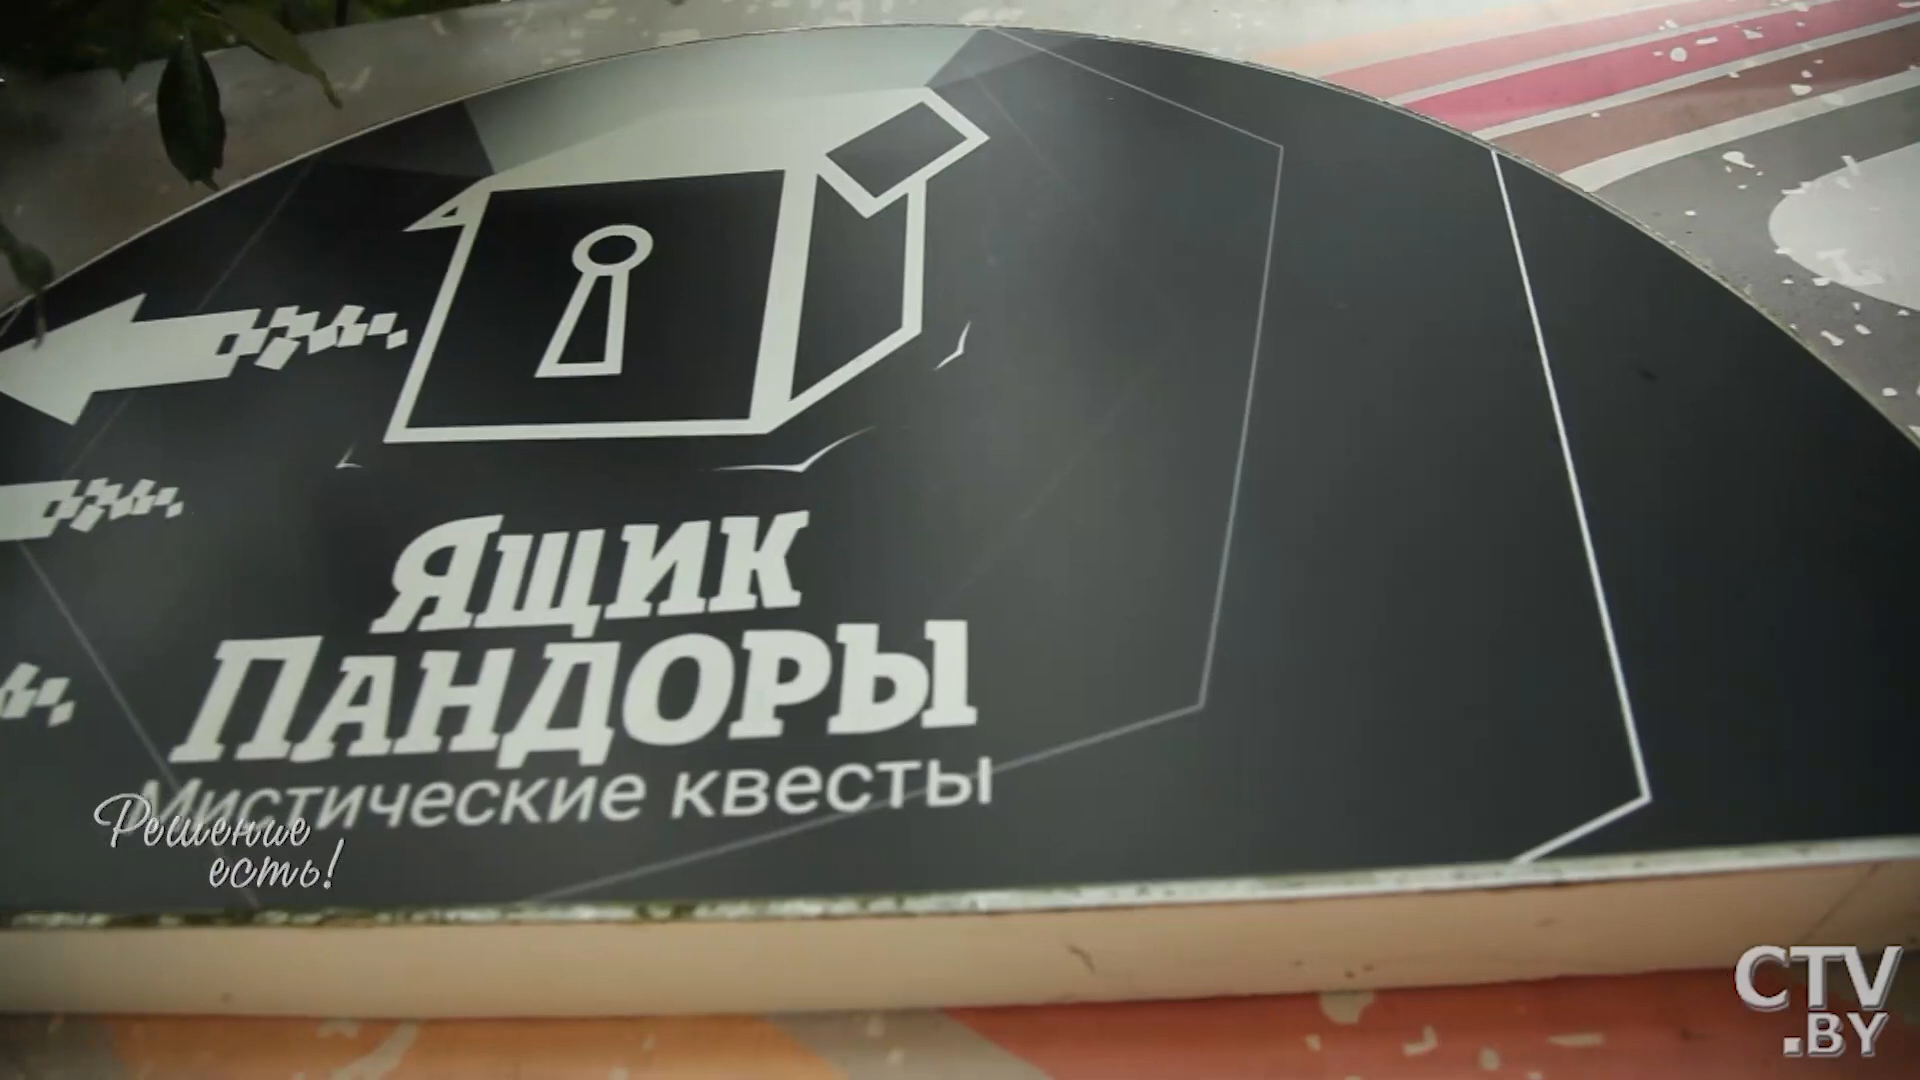 Ящик
ПАНДОРЫ
Мистические квесты
Решение
есть!
CTV
.BY